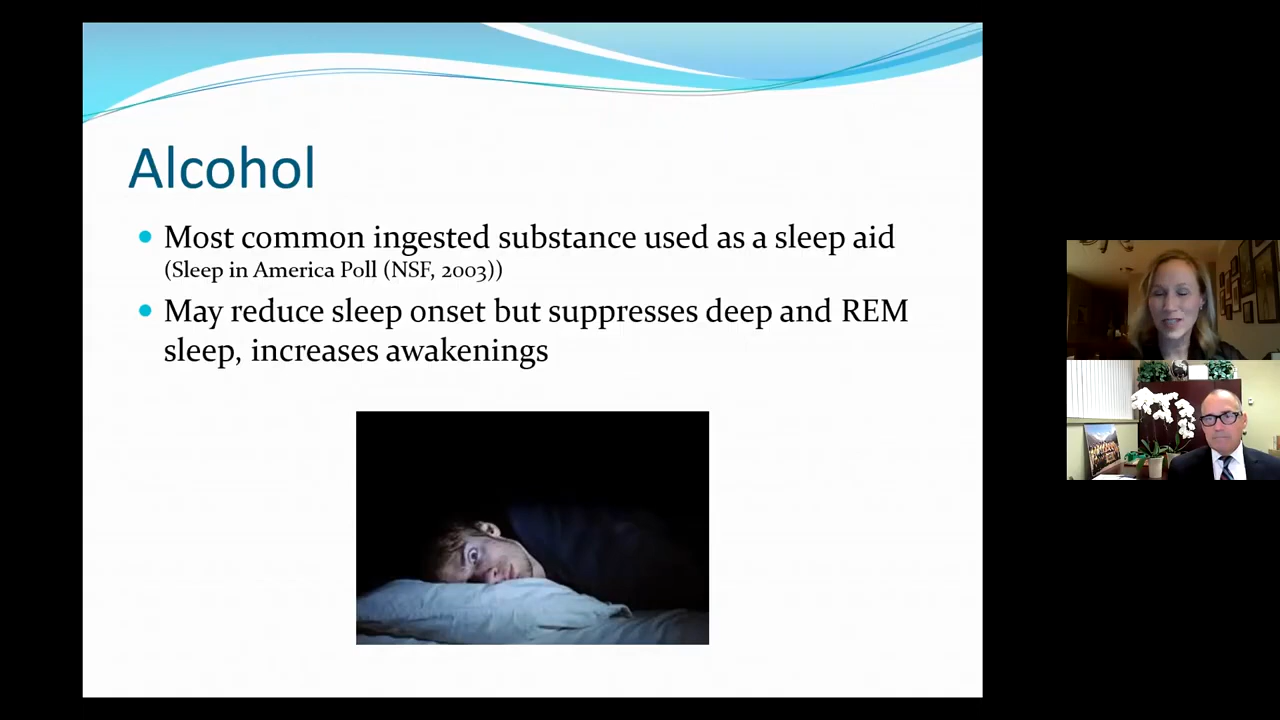 Alcohol
Most common ingested substance used as a sleep aid
(Sleep in America Poll (NSF, 2003))
May reduce sleep onset but suppresses deep and REM
sleep, increases awakenings